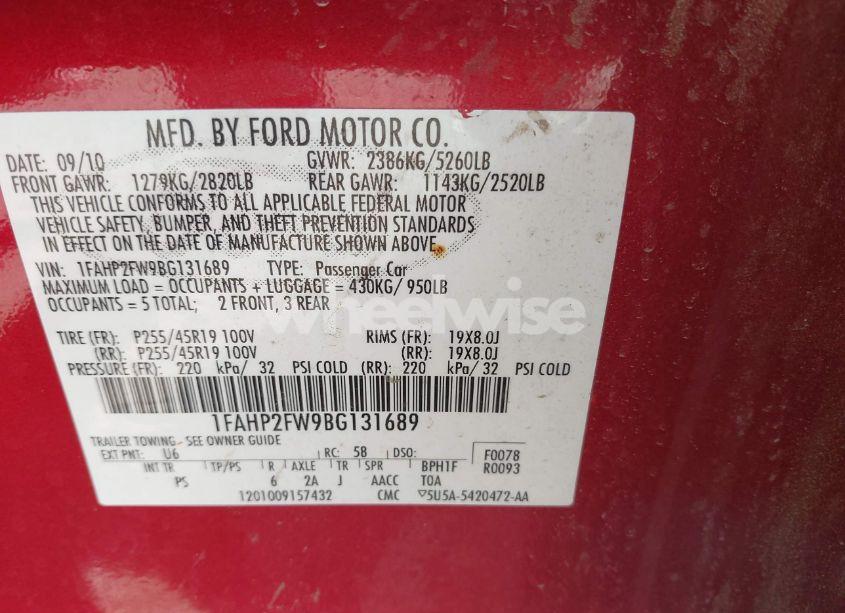 MFD. BY FORD MOTOR CO.
DATE: 09/10 GVWR: 2386KG/5260LB
FRONT GAWR: 1279KG/2820LB REAR GAWR: 1143KG/2520LB
THIS VEHICLE CONFORMS TO ALL APPLICABLE FEDERAL MOTOR
VEHICLE SAFETY, BUMPER, AND THEFT PREVENTION STANDARDS
IN EFFECT ON THE DATE OF MANUFACTURE SHOWN ABOVE.
VIN: 1FAHP2FW9BG131689 TYPE: Passenger Car
MAXIMUM LOAD = OCCUPANTS + LUGGAGE = 430KG/ 950LB
OCCUPANTS = 5 TOTAL; 2 FRONT, 3 REAR
wheelwise
TIRE (FR): P255/45R19 100V RIMS (FR): 19X8.0J
(RR): P255/45R19 100V (RR): 19X8.0J
PRESSURE (FR): 220 kPa/ 32 PSI COLD (RR): 220 kPa/ 32 PSI COLD
1FAHP2FW9BG131689
TRAILER TOWING - SEE OWNER GUIDE
EXT PNT: U6 RC: 58 DSO: F0078
INT TR TP/PS R AXLE TR SPR BPH1F R0093
PS 6 2A J AACC TOA
1201009157432 CMC ▽5U5A-5420472-AA